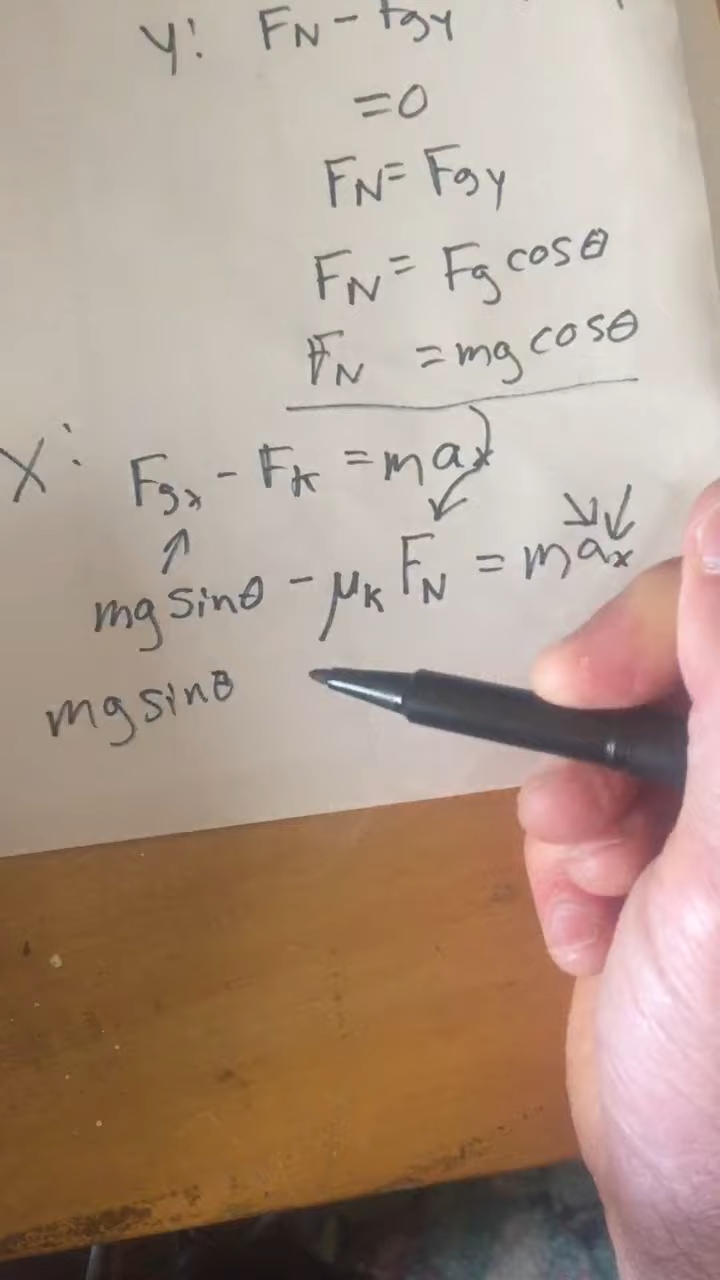 Y: FN - Fgy
=0
FN = Fgy
FN = Fg cosθ
FN = mg cosθ
X: Fgx - Fk = max
mg sinθ - μk FN = max
mg sinθ